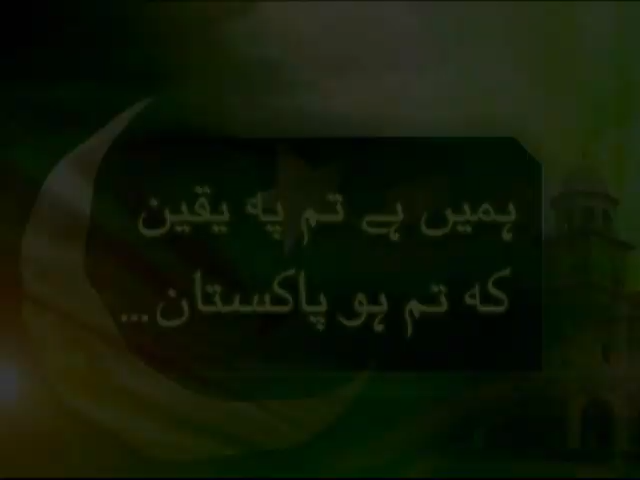 ہمیں ہے تم پہ یقین
کہ تم ہو پاکستان...